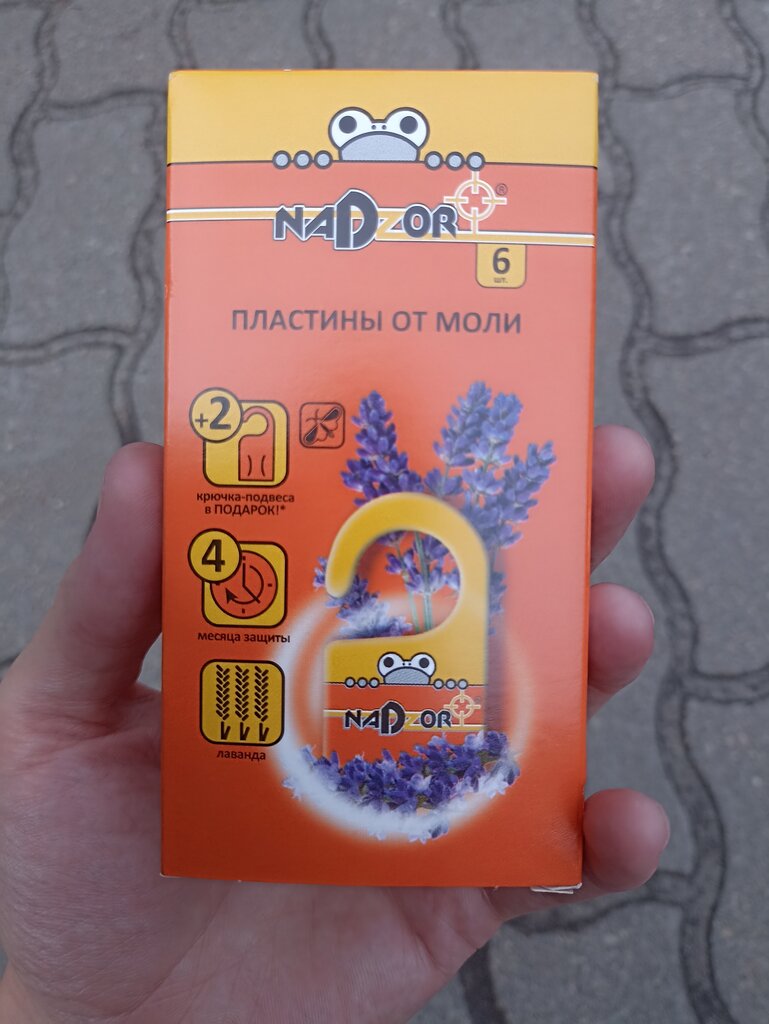 NADZOR®
6
шт.
ПЛАСТИНЫ ОТ МОЛИ
+2
крючка-подвеса
в ПОДАРОК!*
4
месяца защиты
лаванда
NADZOR